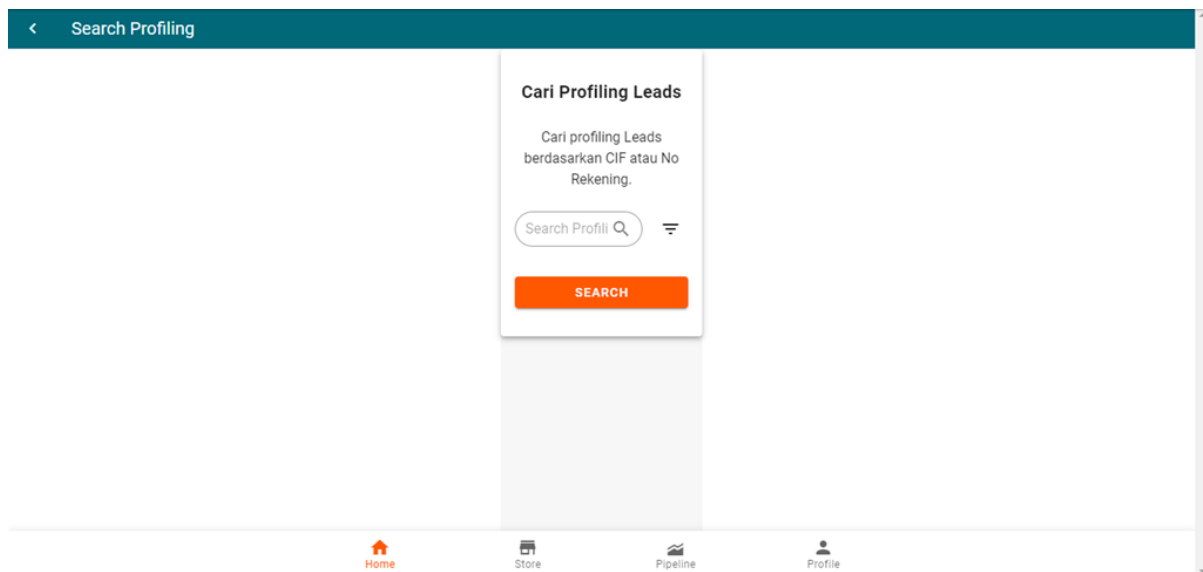 Search Profiling
Cari Profiling Leads
Cari profiling Leads
berdasarkan CIF atau No
Rekening.
Search Profili
SEARCH
Home
Store
Pipeline
Profile